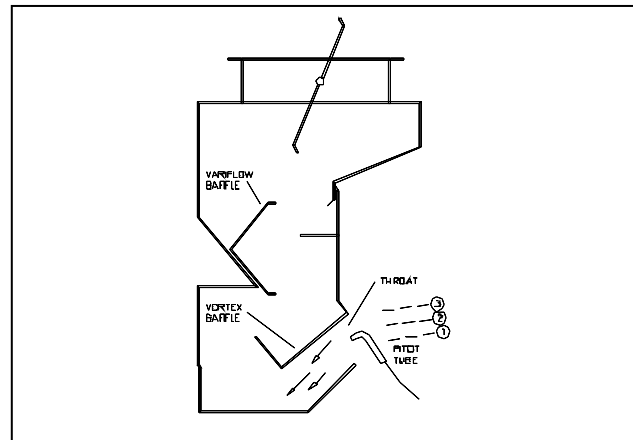 VARIFLOW
BAFFLE
THROAT
3
2
1
VORTEX
BAFFLE
PITOT
TUBE